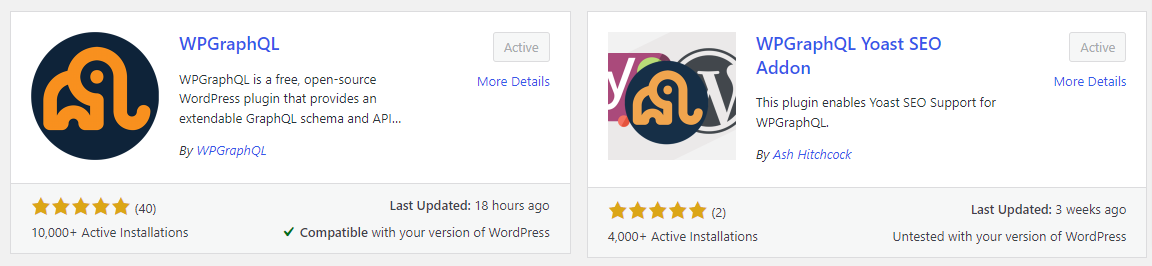 WPGraphQL
Active
WPGraphQL is a free, open-source
WordPress plugin that provides an
extendable GraphQL schema and API...
More Details
By WPGraphQL
(40)
Last Updated: 18 hours ago
10,000+ Active Installations
Compatible with your version of WordPress
WPGraphQL Yoast SEO
Addon
Active
More Details
This plugin enables Yoast SEO Support for
WPGraphQL.
By Ash Hitchcock
(2)
Last Updated: 3 weeks ago
4,000+ Active Installations
Untested with your version of WordPress